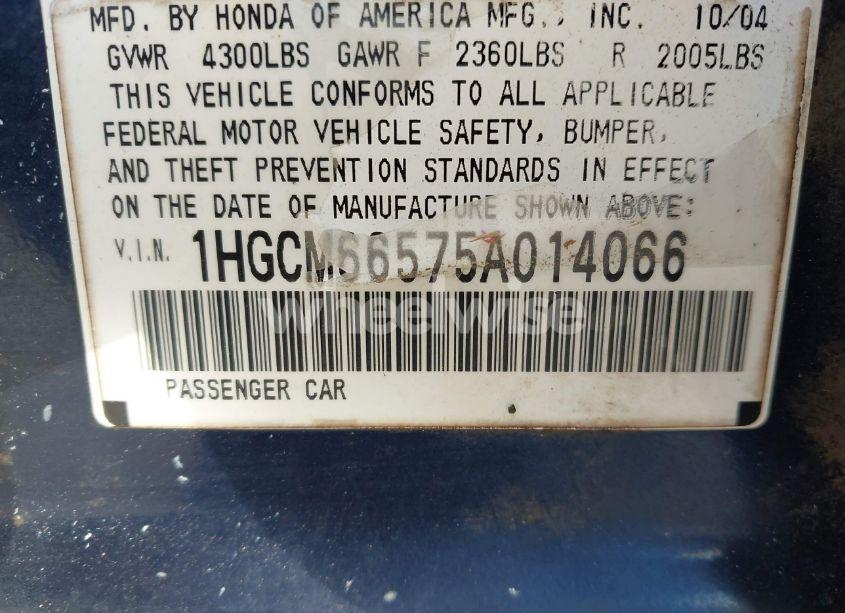 MFD. BY HONDA OF AMERICA MFG., INC. 10/04
GVWR 4300LBS GAWR F 2360LBS R 2005LBS
THIS VEHICLE CONFORMS TO ALL APPLICABLE
FEDERAL MOTOR VEHICLE SAFETY, BUMPER,
AND THEFT PREVENTION STANDARDS IN EFFECT
ON THE DATE OF MANUFACTURE SHOWN ABOVE:
V.I.N. 1HGCM66575A014066
wheelwise
PASSENGER CAR